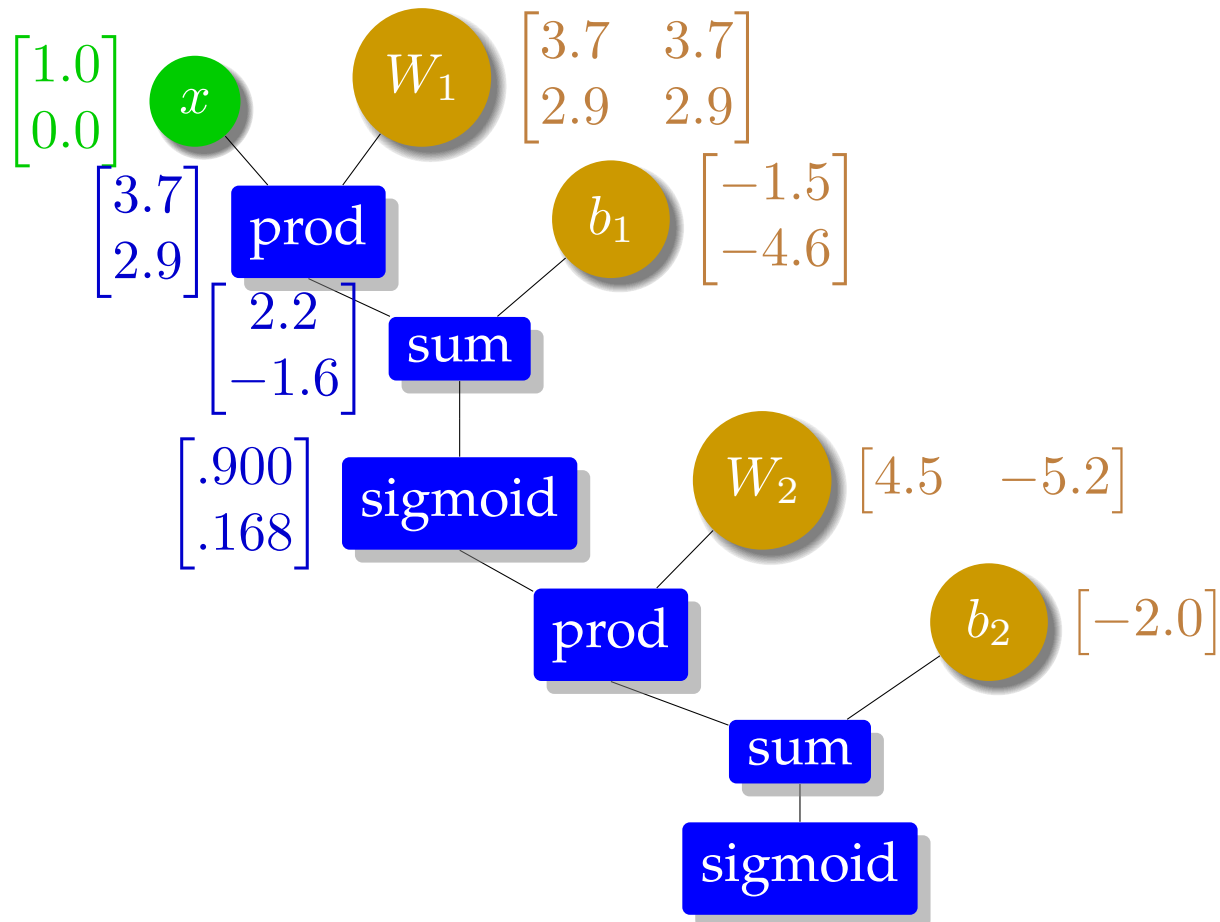 [1.0
0.0]
x
W₁
[3.7 3.7
2.9 2.9]
[3.7
2.9]
prod
b₁
[−1.5
−4.6]
[2.2
−1.6]
sum
[.900
.168]
sigmoid
W₂
[4.5 −5.2]
prod
b₂
[−2.0]
sum
sigmoid